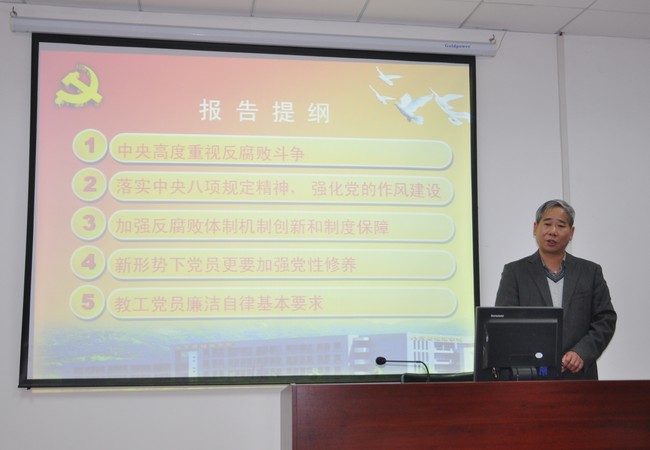 报告提纲
1 中央高度重视反腐败斗争
2 落实中央八项规定精神，强化党的作风建设
3 加强反腐败体制机制创新和制度保障
4 新形势下党员更要加强党性修养
5 教工党员廉洁自律基本要求
lenovo